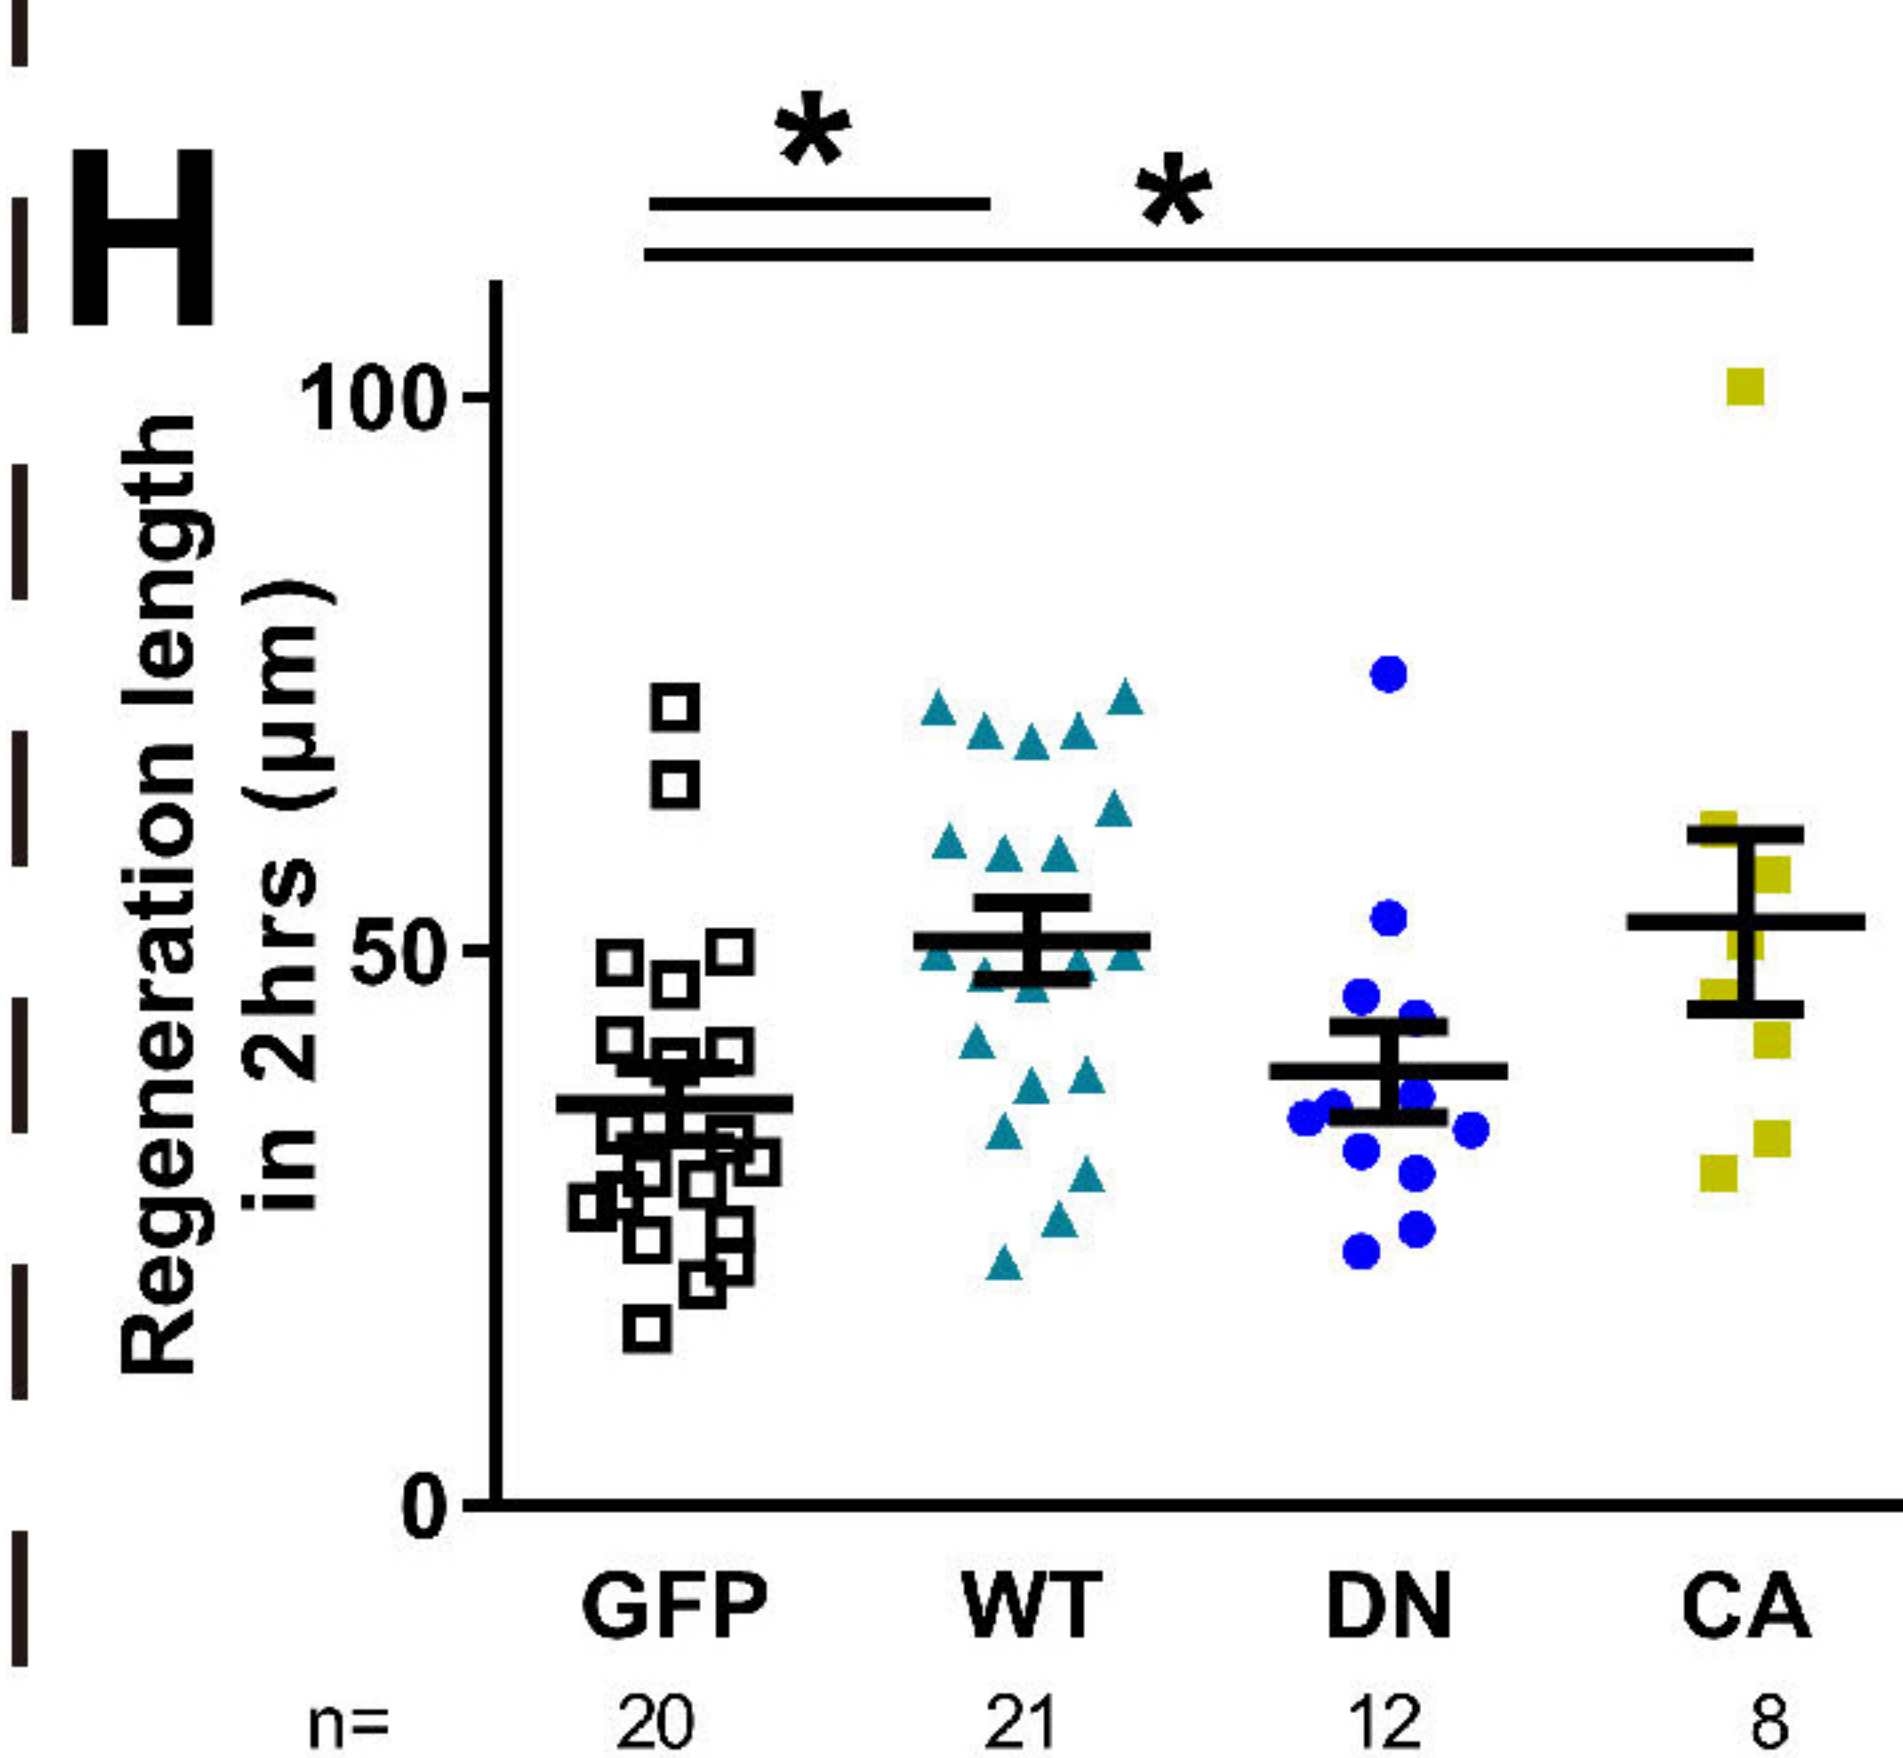 H
*
*
Regeneration length
in 2hrs (µm)
100
50
0
GFP WT DN CA
n= 20 21 12 8